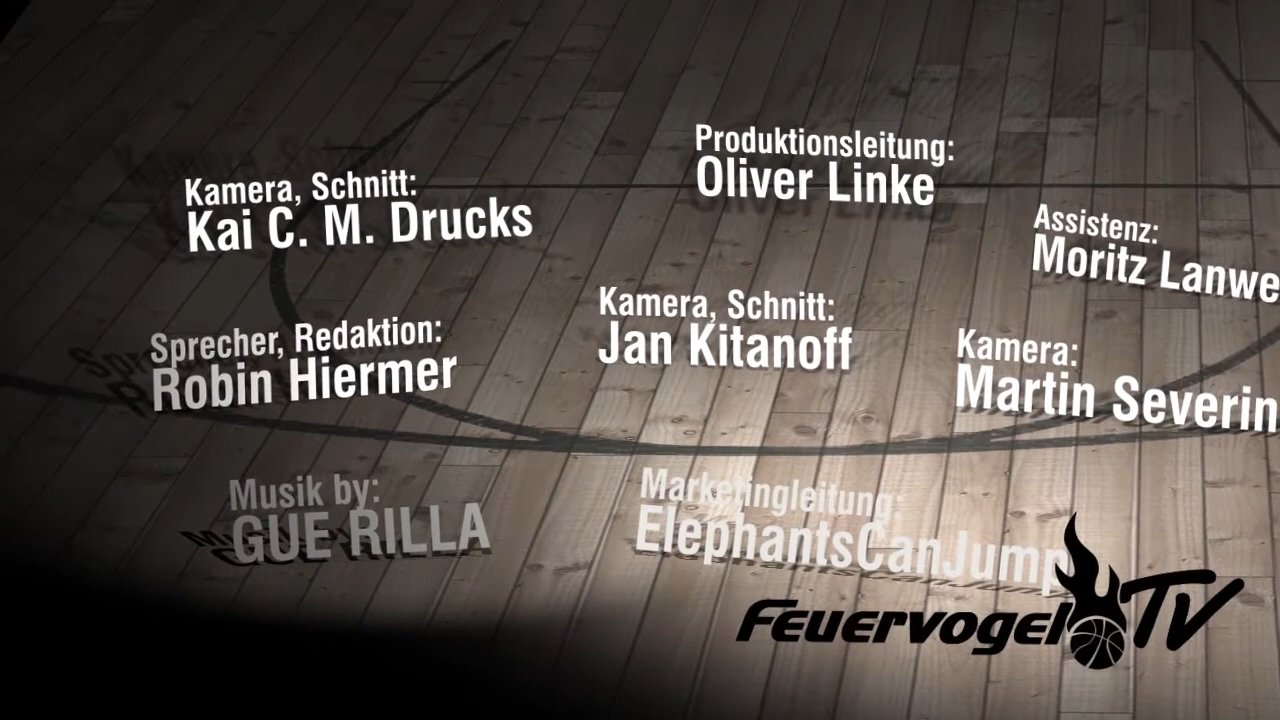 Kamera, Schnitt:
Kai C. M. Drucks
Produktionsleitung:
Oliver Linke
Assistenz:
Moritz Lanwe
Sprecher, Redaktion:
Robin Hiermer
Kamera, Schnitt:
Jan Kitanoff
Kamera:
Martin Severin
Musik by:
GUE RILLA
Marketingleitung:
ElephantsCanJump
Feuervogel TV